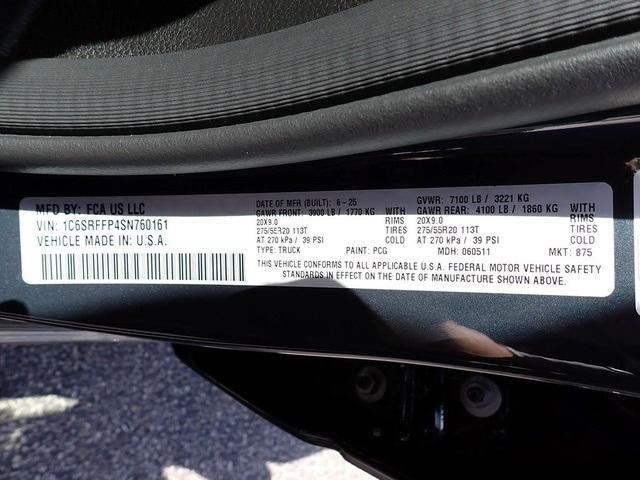 MFD BY: FCA US LLC
VIN: 1C6SRFFP4SN760161
VEHICLE MADE IN: U.S.A.
DATE OF MFR (BUILT): 6-25 GVWR: 7100 LB / 3221 KG
GAWR FRONT: 3900 LB / 1770 KG WITH GAWR REAR: 4100 LB / 1860 KG WITH
20X9.0 RIMS 20X9.0 RIMS
275/55R20 113T TIRES 275/55R20 113T TIRES
AT 270 kPa / 39 PSI COLD AT 270 kPa / 39 PSI COLD
TYPE: TRUCK PAINT: PCG MDH: 060511 MKT: 875
THIS VEHICLE CONFORMS TO ALL APPLICABLE U.S.A. FEDERAL MOTOR VEHICLE SAFETY
STANDARDS IN EFFECT ON THE DATE OF MANUFACTURE SHOWN ABOVE.